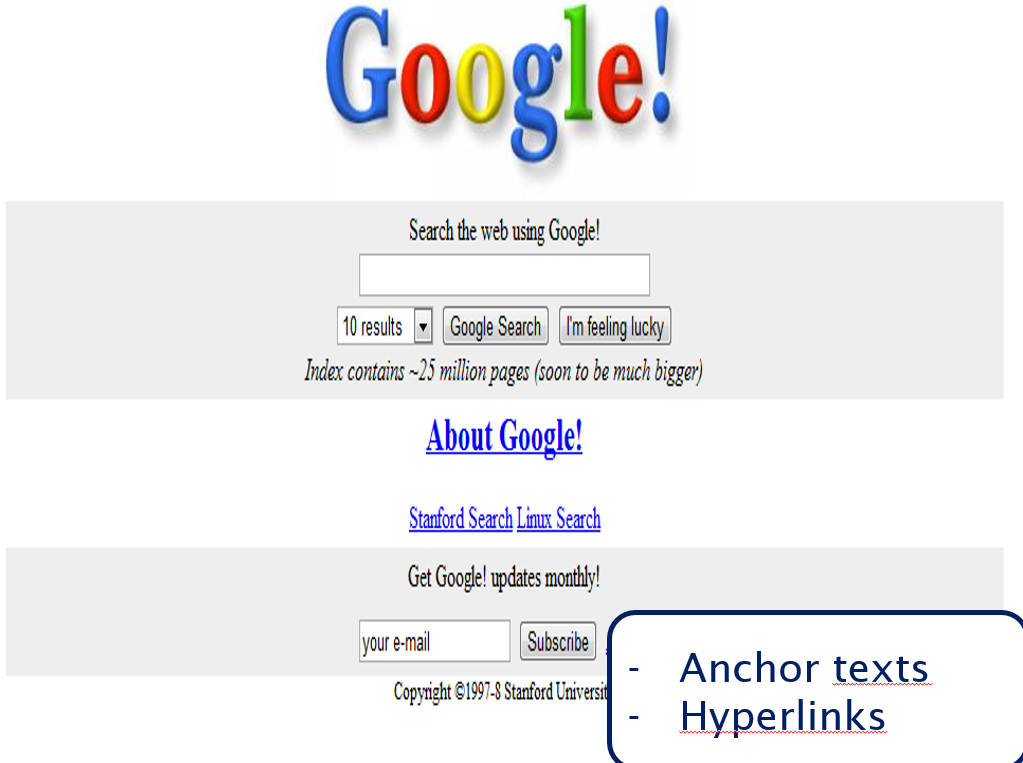 Google!
Search the web using Google!
10 results Google Search I'm feeling lucky
Index contains ~25 million pages (soon to be much bigger)
About Google!
Stanford Search Linux Search
Get Google! updates monthly!
your e-mail Subscribe
Copyright ©1997-8 Stanford Universit
- Anchor texts
- Hyperlinks